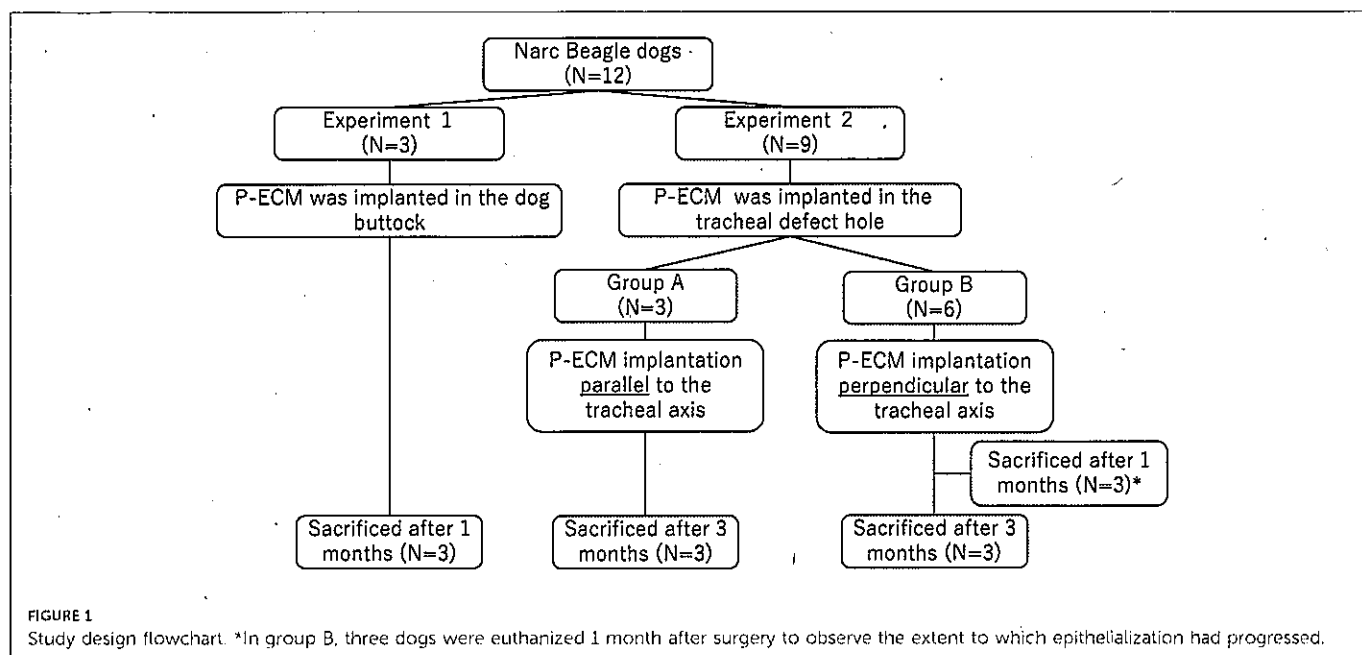 Narc Beagle dogs
(N=12)
Experiment 1
(N=3)
Experiment 2
(N=9)
P-ECM was implanted in the dog
buttock
P-ECM was implanted in the
tracheal defect hole
Group A
(N=3)
Group B
(N=6)
P-ECM implantation
parallel to the
tracheal axis
P-ECM implantation
perpendicular to the
tracheal axis
Sacrificed after 1
months (N=3)*
Sacrificed after 1
months (N=3)
Sacrificed after 3
months (N=3)
Sacrificed after 3
months (N=3)
FIGURE 1
Study design flowchart. *In group B, three dogs were euthanized 1 month after surgery to observe the extent to which epithelialization had progressed.